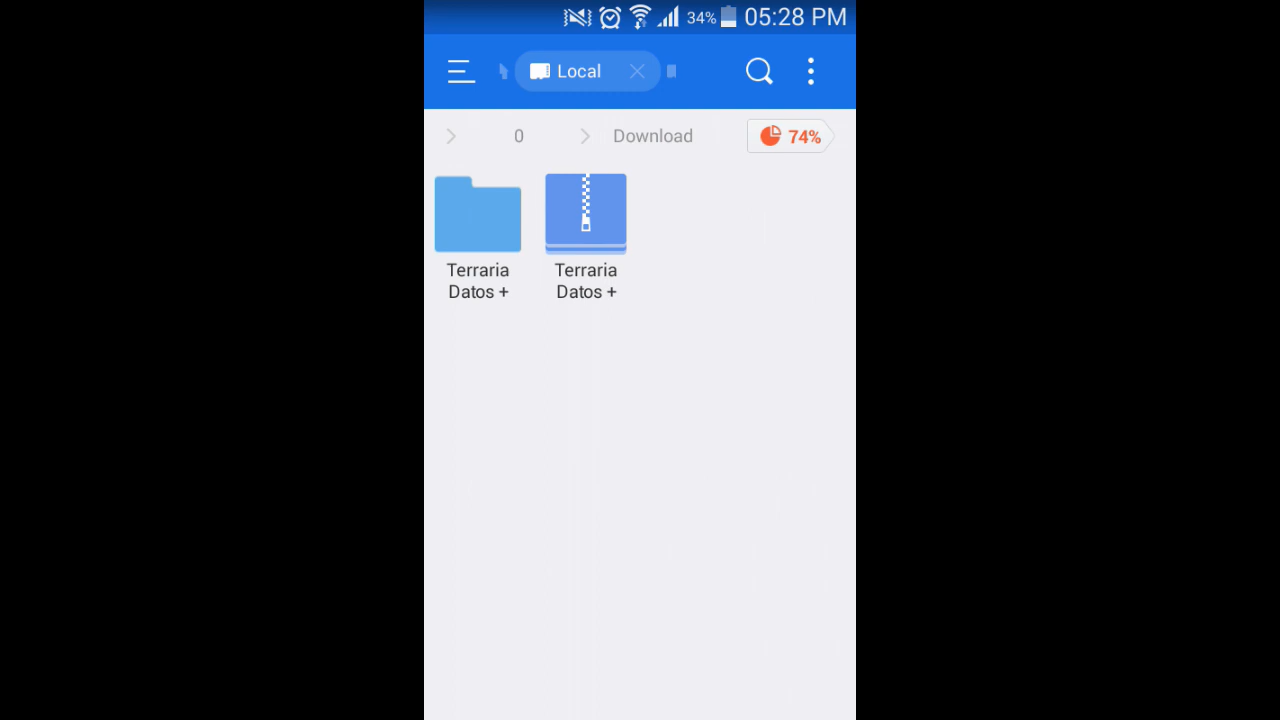 34% 05:28 PM
Local
0 Download 74%
Terraria Datos +
Terraria Datos +